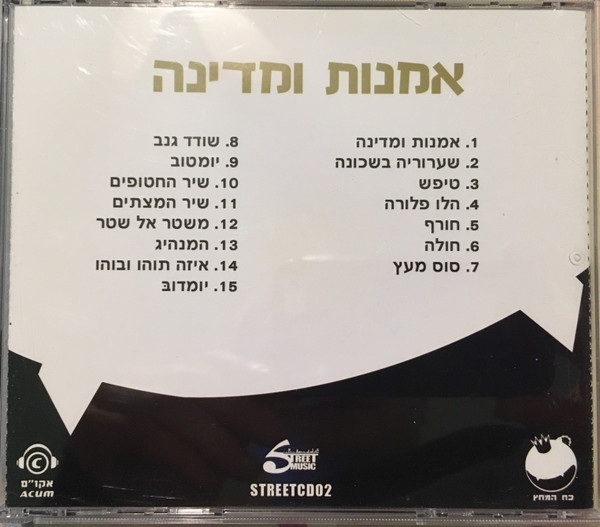 אמנות ומדינה
1. אמנות ומדינה
2. שערוריה בשכונה
3. טיפש
4. הלו פלורה
5. חורף
6. חולה
7. סוס מעץ
8. שודד גנב
9. יומטוב
10. שיר החטופים
11. שיר המצתים
12. משטר אל שטר
13. המנהיג
14. איזה תוהו ובוהו
15. יומדוב
אקו"ם
ACUM
STREET
MUSIC
STREETCD02
כח המחץ